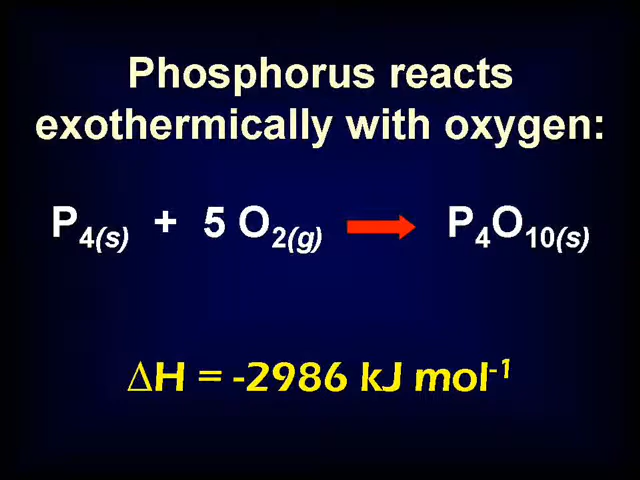 Phosphorus reacts
exothermically with oxygen:
P4(s) + 5 O2(g) P4O10(s)
ΔH = -2986 kJ mol-1